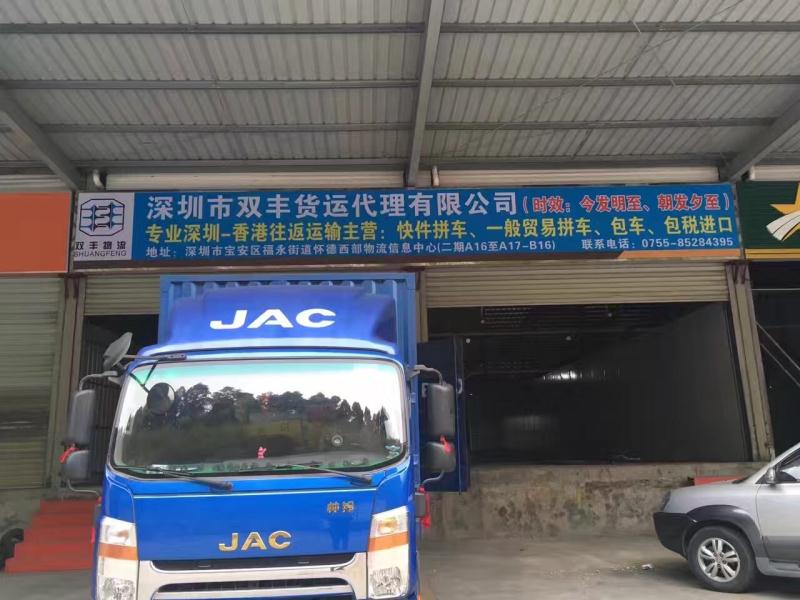 深圳市双丰货运代理有限公司(时效：今发明至、朝发夕至)
专业深圳-香港往返运输主营：快件拼车、一般贸易拼车、包车、包税进口
地址：深圳市宝安区福永街道怀德西部物流信息中心(二期A16至A17-B16) 联系电话：0755-85284395
双丰物流
SHUANGFENG
JAC
帅铃
JAC